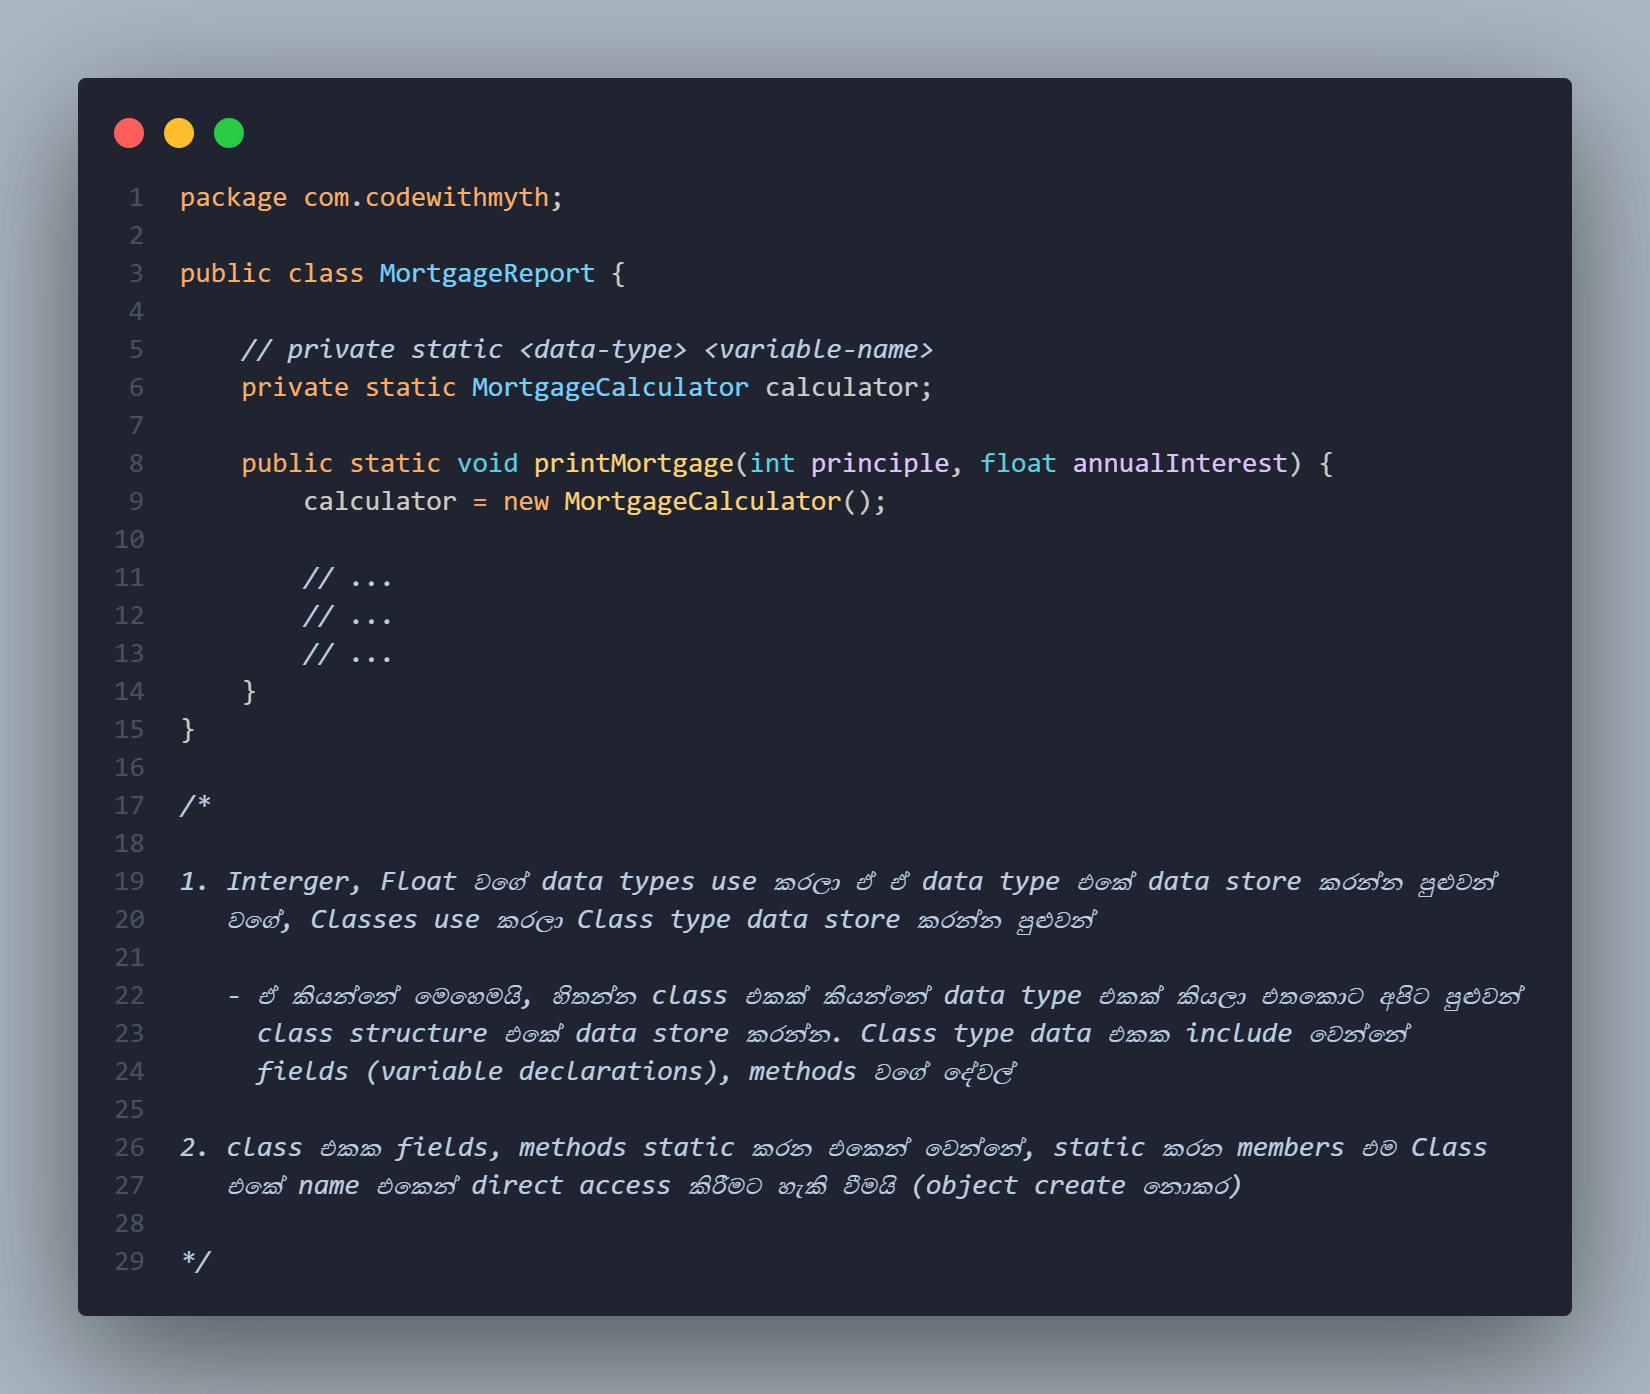 1 package com.codewithmyth;
2
3 public class MortgageReport {
4
5     // private static <data-type> <variable-name>
6     private static MortgageCalculator calculator;
7
8     public static void printMortgage(int principle, float annualInterest) {
9         calculator = new MortgageCalculator();
10
11         // ...
12         // ...
13         // ...
14     }
15 }
16
17 /*
18
19 1. Interger, Float වගේ data types use කරලා ඒ ඒ data type එකේ data store කරන්න පුළුවන්
20    වගේ, Classes use කරලා Class type data store කරන්න පුළුවන්
21
22    - ඒ කියන්නේ මෙහෙමයි, හිතන්න class එකක් කියන්නේ data type එකක් කියලා එතකොට අපිට පුළුවන්
23      class structure එකේ data store කරන්න. Class type data එකක include වෙන්නේ
24      fields (variable declarations), methods වගේ දේවල්
25
26 2. class එකක fields, methods static කරන එකෙන් වෙන්නේ, static කරන members එම Class
27    එකේ name එකෙන් direct access කිරීමට හැකි වීමයි (object create නොකර)
28
29 */